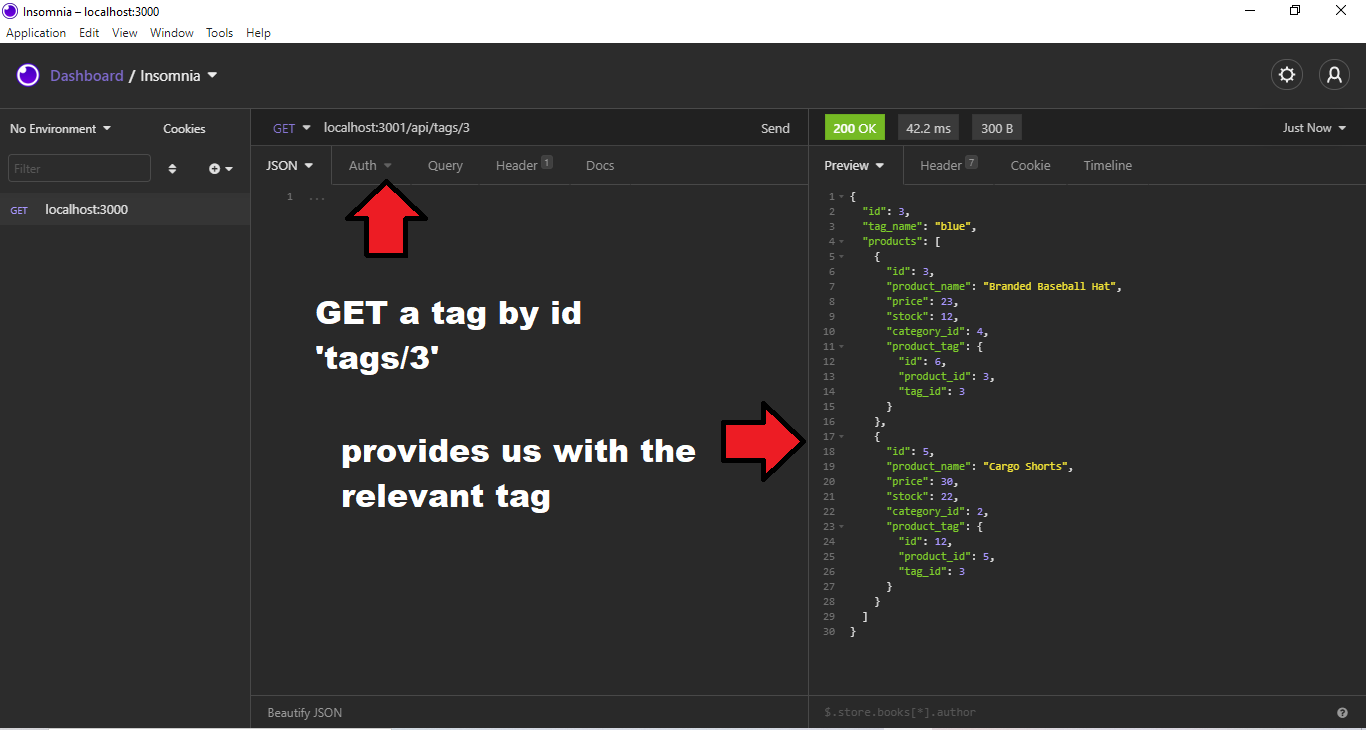 Insomnia – localhost:3000
Application Edit View Window Tools Help
Dashboard / Insomnia
No Environment Cookies
Filter
GET localhost:3000
GET localhost:3001/api/tags/3 Send
JSON Auth Query Header 1 Docs
1 ...
GET a tag by id
'tags/3'
provides us with the
relevant tag
Beautify JSON
200 OK 42.2 ms 300 B Just Now
Preview Header 7 Cookie Timeline
1 {
2 "id": 3,
3 "tag_name": "blue",
4 "products": [
5 {
6 "id": 3,
7 "product_name": "Branded Baseball Hat",
8 "price": 23,
9 "stock": 12,
10 "category_id": 4,
11 "product_tag": {
12 "id": 6,
13 "product_id": 3,
14 "tag_id": 3
15 }
16 },
17 {
18 "id": 5,
19 "product_name": "Cargo Shorts",
20 "price": 30,
21 "stock": 22,
22 "category_id": 2,
23 "product_tag": {
24 "id": 12,
25 "product_id": 5,
26 "tag_id": 3
27 }
28 }
29 ]
30 }
$.store.books[*].author